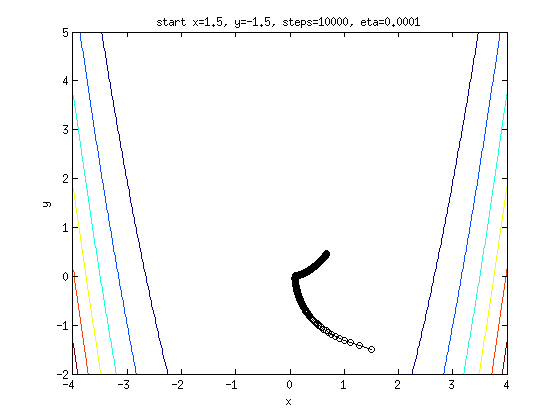 start x=1.5, y=-1.5, steps=10000, eta=0.0001
5
4
3
2
1
0
-1
-2
y
-4 -3 -2 -1 0 1 2 3 4
x